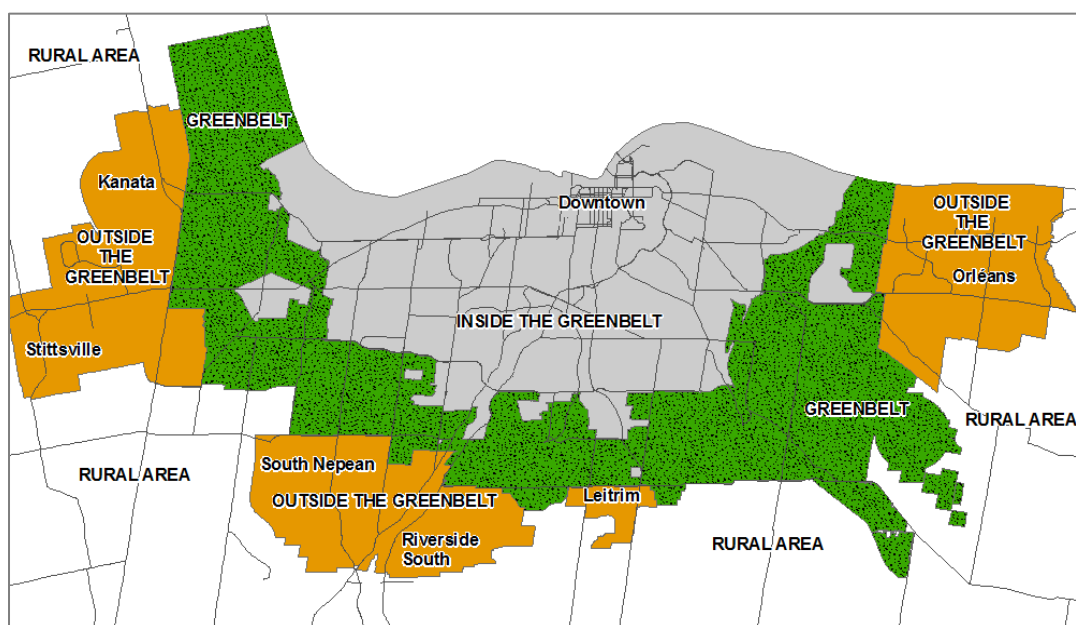 RURAL AREA
GREENBELT
Kanata
Downtown
OUTSIDE
THE
GREENBELT
OUTSIDE
THE
GREENBELT
Orléans
INSIDE THE GREENBELT
Stittsville
GREENBELT
RURAL AREA
South Nepean
RURAL AREA
OUTSIDE THE GREENBELT
Leitrim
Riverside
South
RURAL AREA